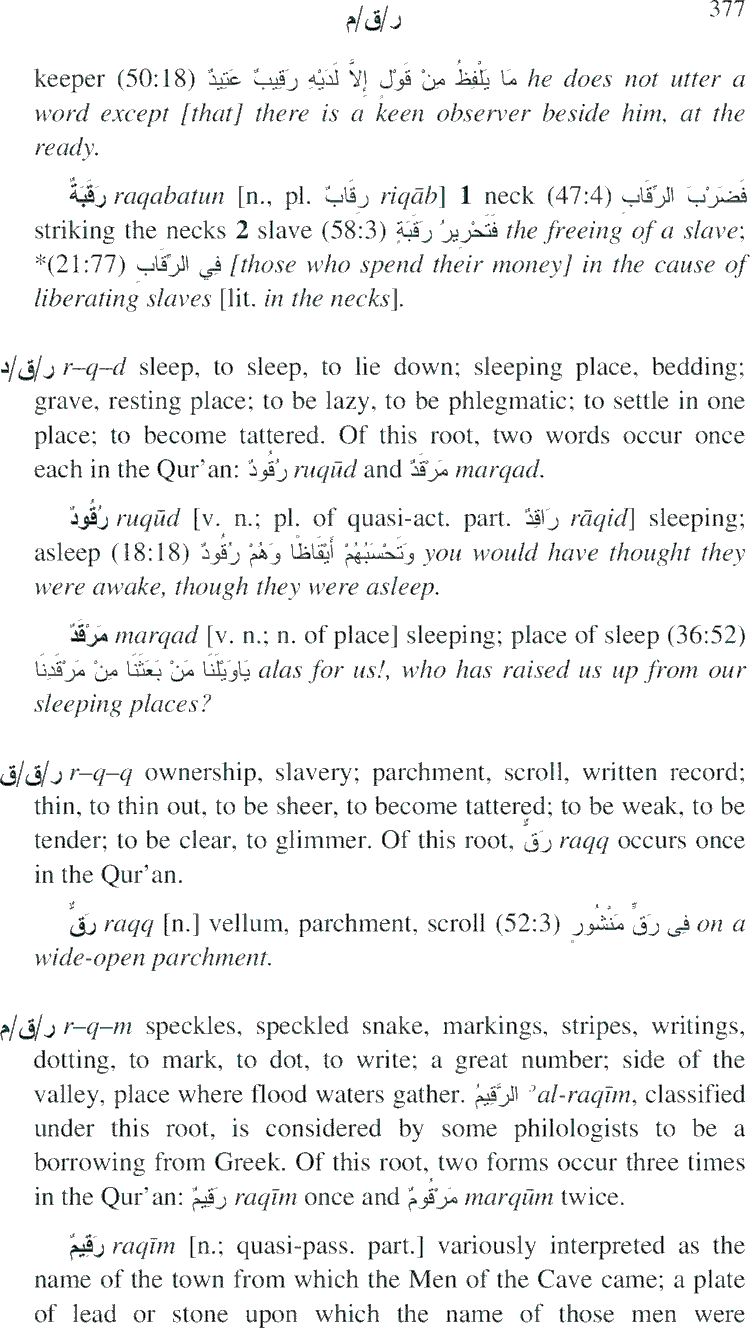 ر/ق/م 377
keeper (50:18) مَا يَلْفِظُ مِنْ قَوْلٍ إِلاَّ لَدَيْهِ رَقِيبٌ عَتِيدٌ he does not utter a
word except [that] there is a keen observer beside him, at the
ready.
رَقَبَةٌ raqabatun [n., pl. رِقَابٌ riqāb] 1 neck (47:4) فَضَرْبَ الرِّقَابِ
striking the necks 2 slave (58:3) فَتَحْرِيرُ رَقَبَةٍ the freeing of a slave;
*(21:77) فِي الرِّقَابِ [those who spend their money] in the cause of
liberating slaves [lit. in the necks].
ر/ق/د r–q–d sleep, to sleep, to lie down; sleeping place, bedding;
grave, resting place; to be lazy, to be phlegmatic; to settle in one
place; to become tattered. Of this root, two words occur once
each in the Qur’an: رُقُودٌ ruqūd and مَرْقَدٌ marqad.
رُقُودٌ ruqūd [v. n.; pl. of quasi-act. part. رَاقِدٌ rāqid] sleeping;
asleep (18:18) وَتَحْسَبُهُمْ أَيْقَاظًا وَهُمْ رُقُودٌ you would have thought they
were awake, though they were asleep.
مَرْقَدٌ marqad [v. n.; n. of place] sleeping; place of sleep (36:52)
يَاوَيْلَنَا مَنْ بَعَثَنَا مِنْ مَرْقَدِنَا alas for us!, who has raised us up from our
sleeping places?
ر/ق/ق r–q–q ownership, slavery; parchment, scroll, written record;
thin, to thin out, to be sheer, to become tattered; to be weak, to be
tender; to be clear, to glimmer. Of this root, رَقٌّ raqq occurs once
in the Qur’an.
رَقٌّ raqq [n.] vellum, parchment, scroll (52:3) فِي رَقٍّ مَنْشُورٍ on a
wide-open parchment.
ر/ق/م r–q–m speckles, speckled snake, markings, stripes, writings,
dotting, to mark, to dot, to write; a great number; side of the
valley, place where flood waters gather. الرَّقِيمُ ʾal-raqīm, classified
under this root, is considered by some philologists to be a
borrowing from Greek. Of this root, two forms occur three times
in the Qur’an: رَقِيمٌ raqīm once and مَرْقُومٌ marqūm twice.
رَقِيمٌ raqīm [n.; quasi-pass. part.] variously interpreted as the
name of the town from which the Men of the Cave came; a plate
of lead or stone upon which the name of those men were